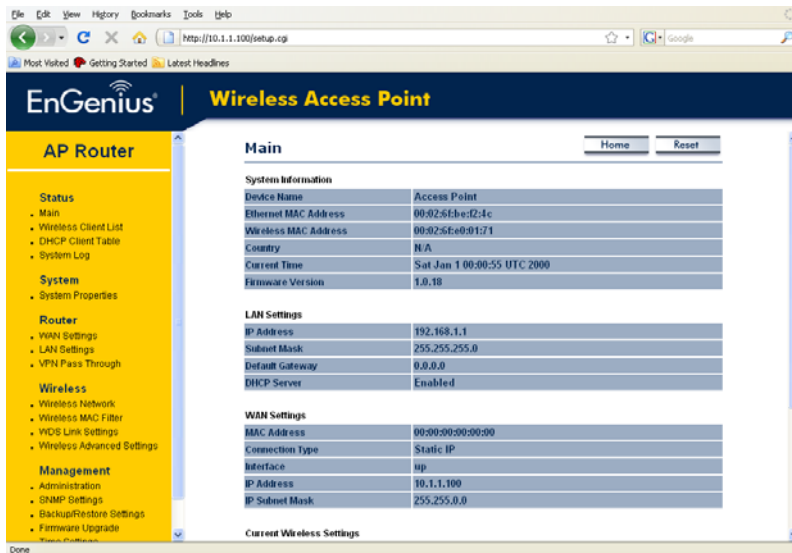 File Edit View History Bookmarks Tools Help
http://10.1.1.100/setup.cgi
Google
Most Visited Getting Started Latest Headlines
EnGenius® Wireless Access Point
AP Router
Status
Main
Wireless Client List
DHCP Client Table
System Log
System
System Properties
Router
WAN Settings
LAN Settings
VPN Pass Through
Wireless
Wireless Network
Wireless MAC Filter
WDS Link Settings
Wireless Advanced Settings
Management
Administration
SNMP Settings
Backup/Restore Settings
Firmware Upgrade
Time Settings
Main
Home Reset
System Information
Device Name Access Point
Ethernet MAC Address 00:02:6f:be:f2:4c
Wireless MAC Address 00:02:6f:e0:01:71
Country N/A
Current Time Sat Jan 1 00:00:55 UTC 2000
Firmware Version 1.0.18
LAN Settings
IP Address 192.168.1.1
Subnet Mask 255.255.255.0
Default Gateway 0.0.0.0
DHCP Server Enabled
WAN Settings
MAC Address 00:00:00:00:00:00
Connection Type Static IP
Interface up
IP Address 10.1.1.100
IP Subnet Mask 255.255.0.0
Current Wireless Settings
Done